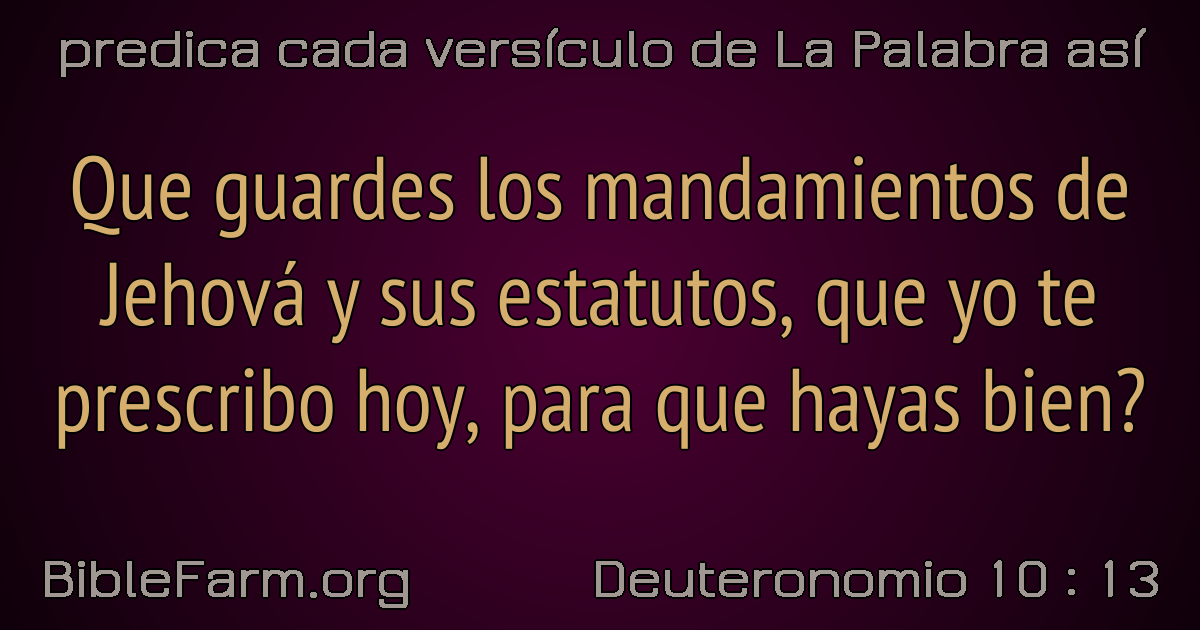 predica cada versículo de La Palabra así
Que guardes los mandamientos de
Jehová y sus estatutos, que yo te
prescribo hoy, para que hayas bien?
BibleFarm.org
Deuteronomio 10 : 13